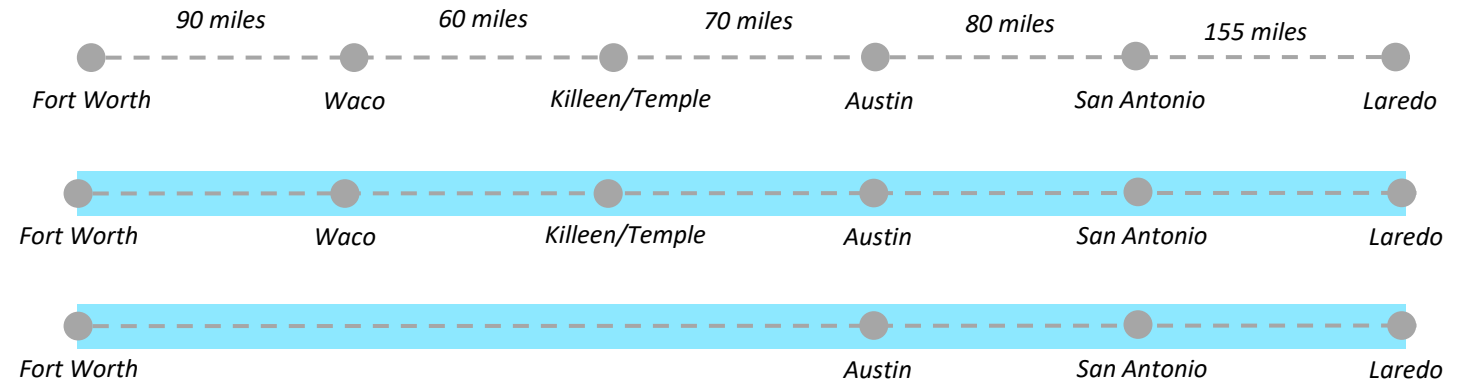 90 miles 60 miles 70 miles 80 miles 155 miles
Fort Worth Waco Killeen/Temple Austin San Antonio Laredo
Fort Worth Waco Killeen/Temple Austin San Antonio Laredo
Fort Worth Austin San Antonio Laredo